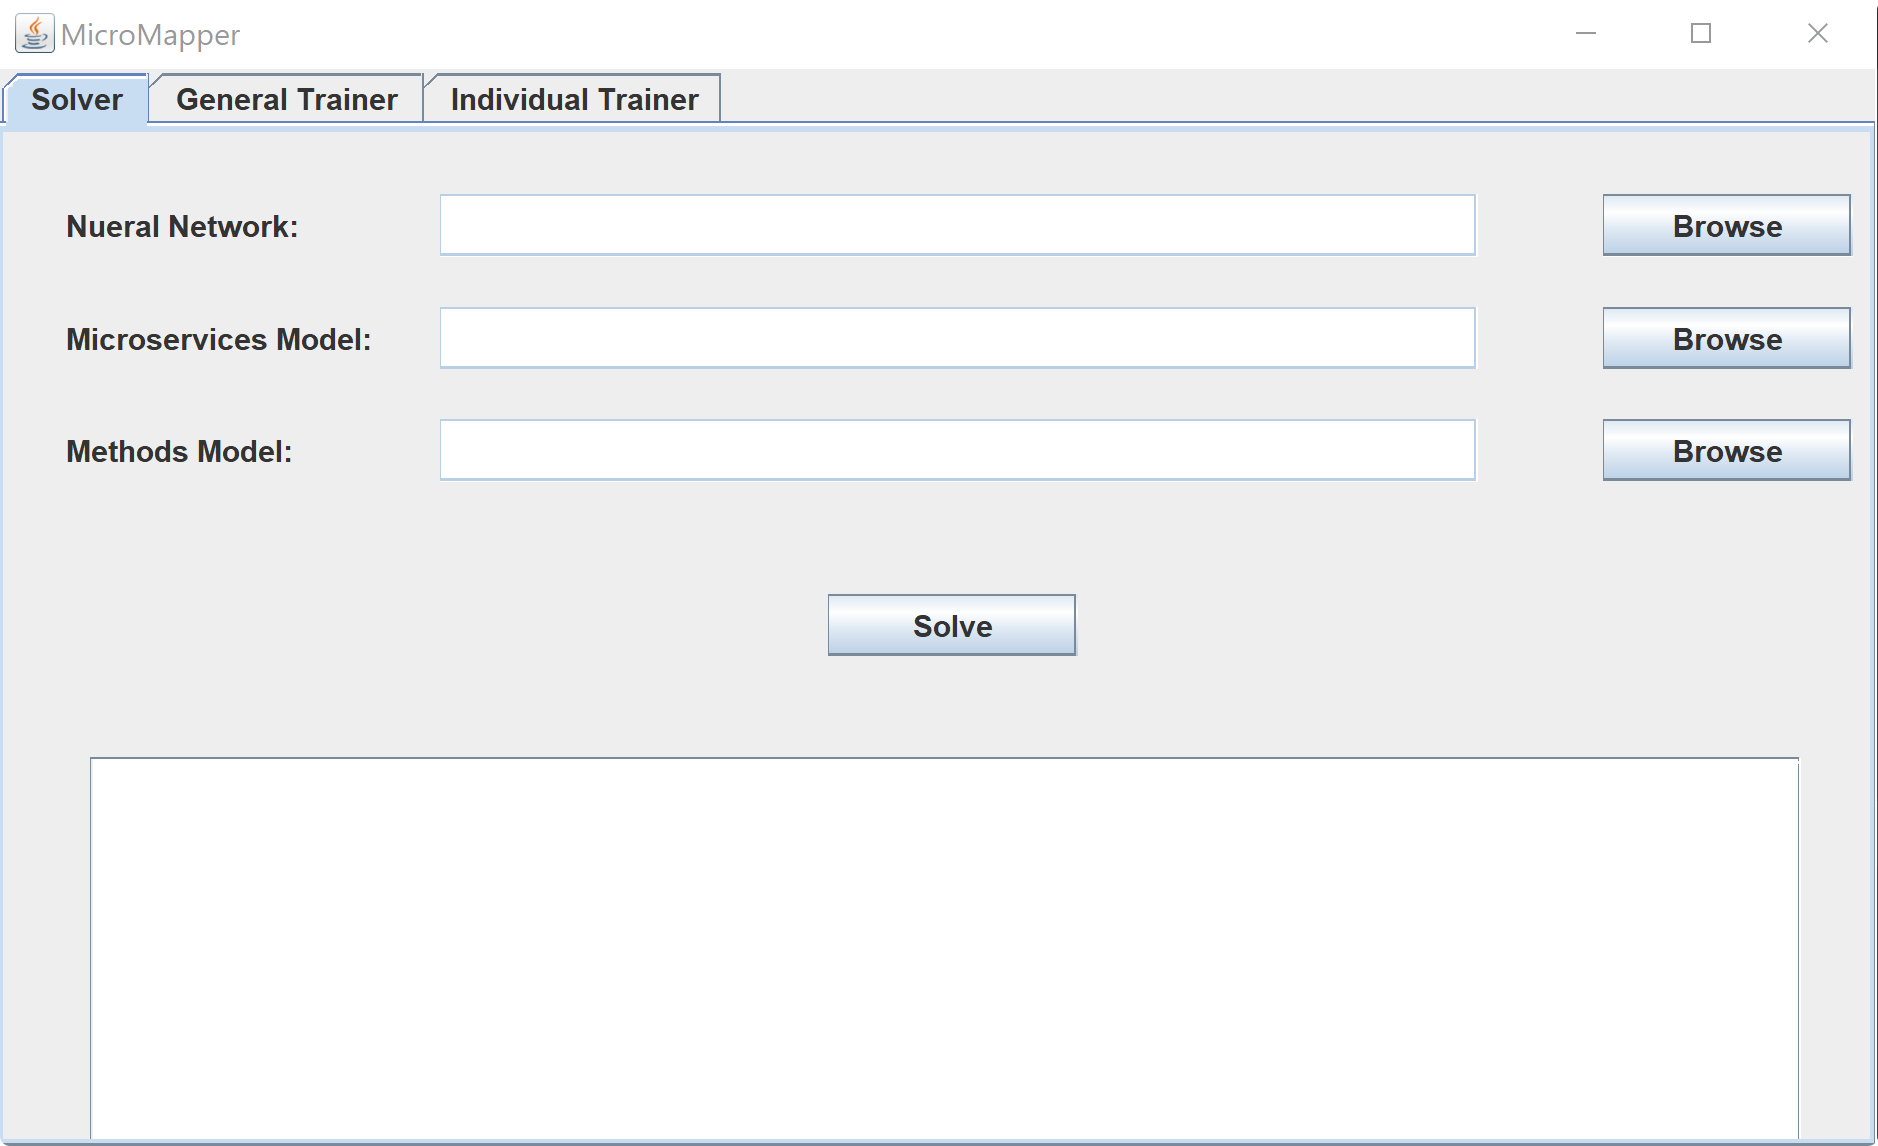 MicroMapper
Solver General Trainer Individual Trainer
Nueral Network: Browse
Microservices Model: Browse
Methods Model: Browse
Solve